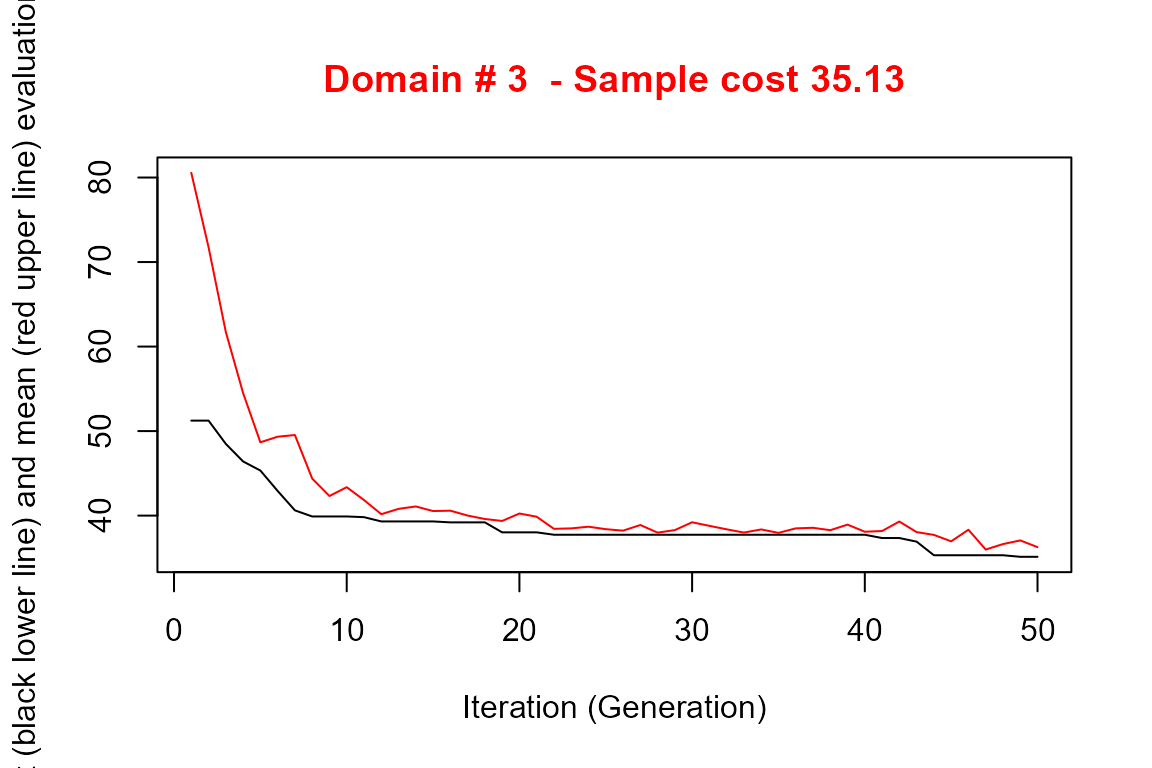 Domain # 3  - Sample cost 35.13
(black lower line) and mean (red upper line) evaluation
80
70
60
50
40
0 10 20 30 40 50
Iteration (Generation)